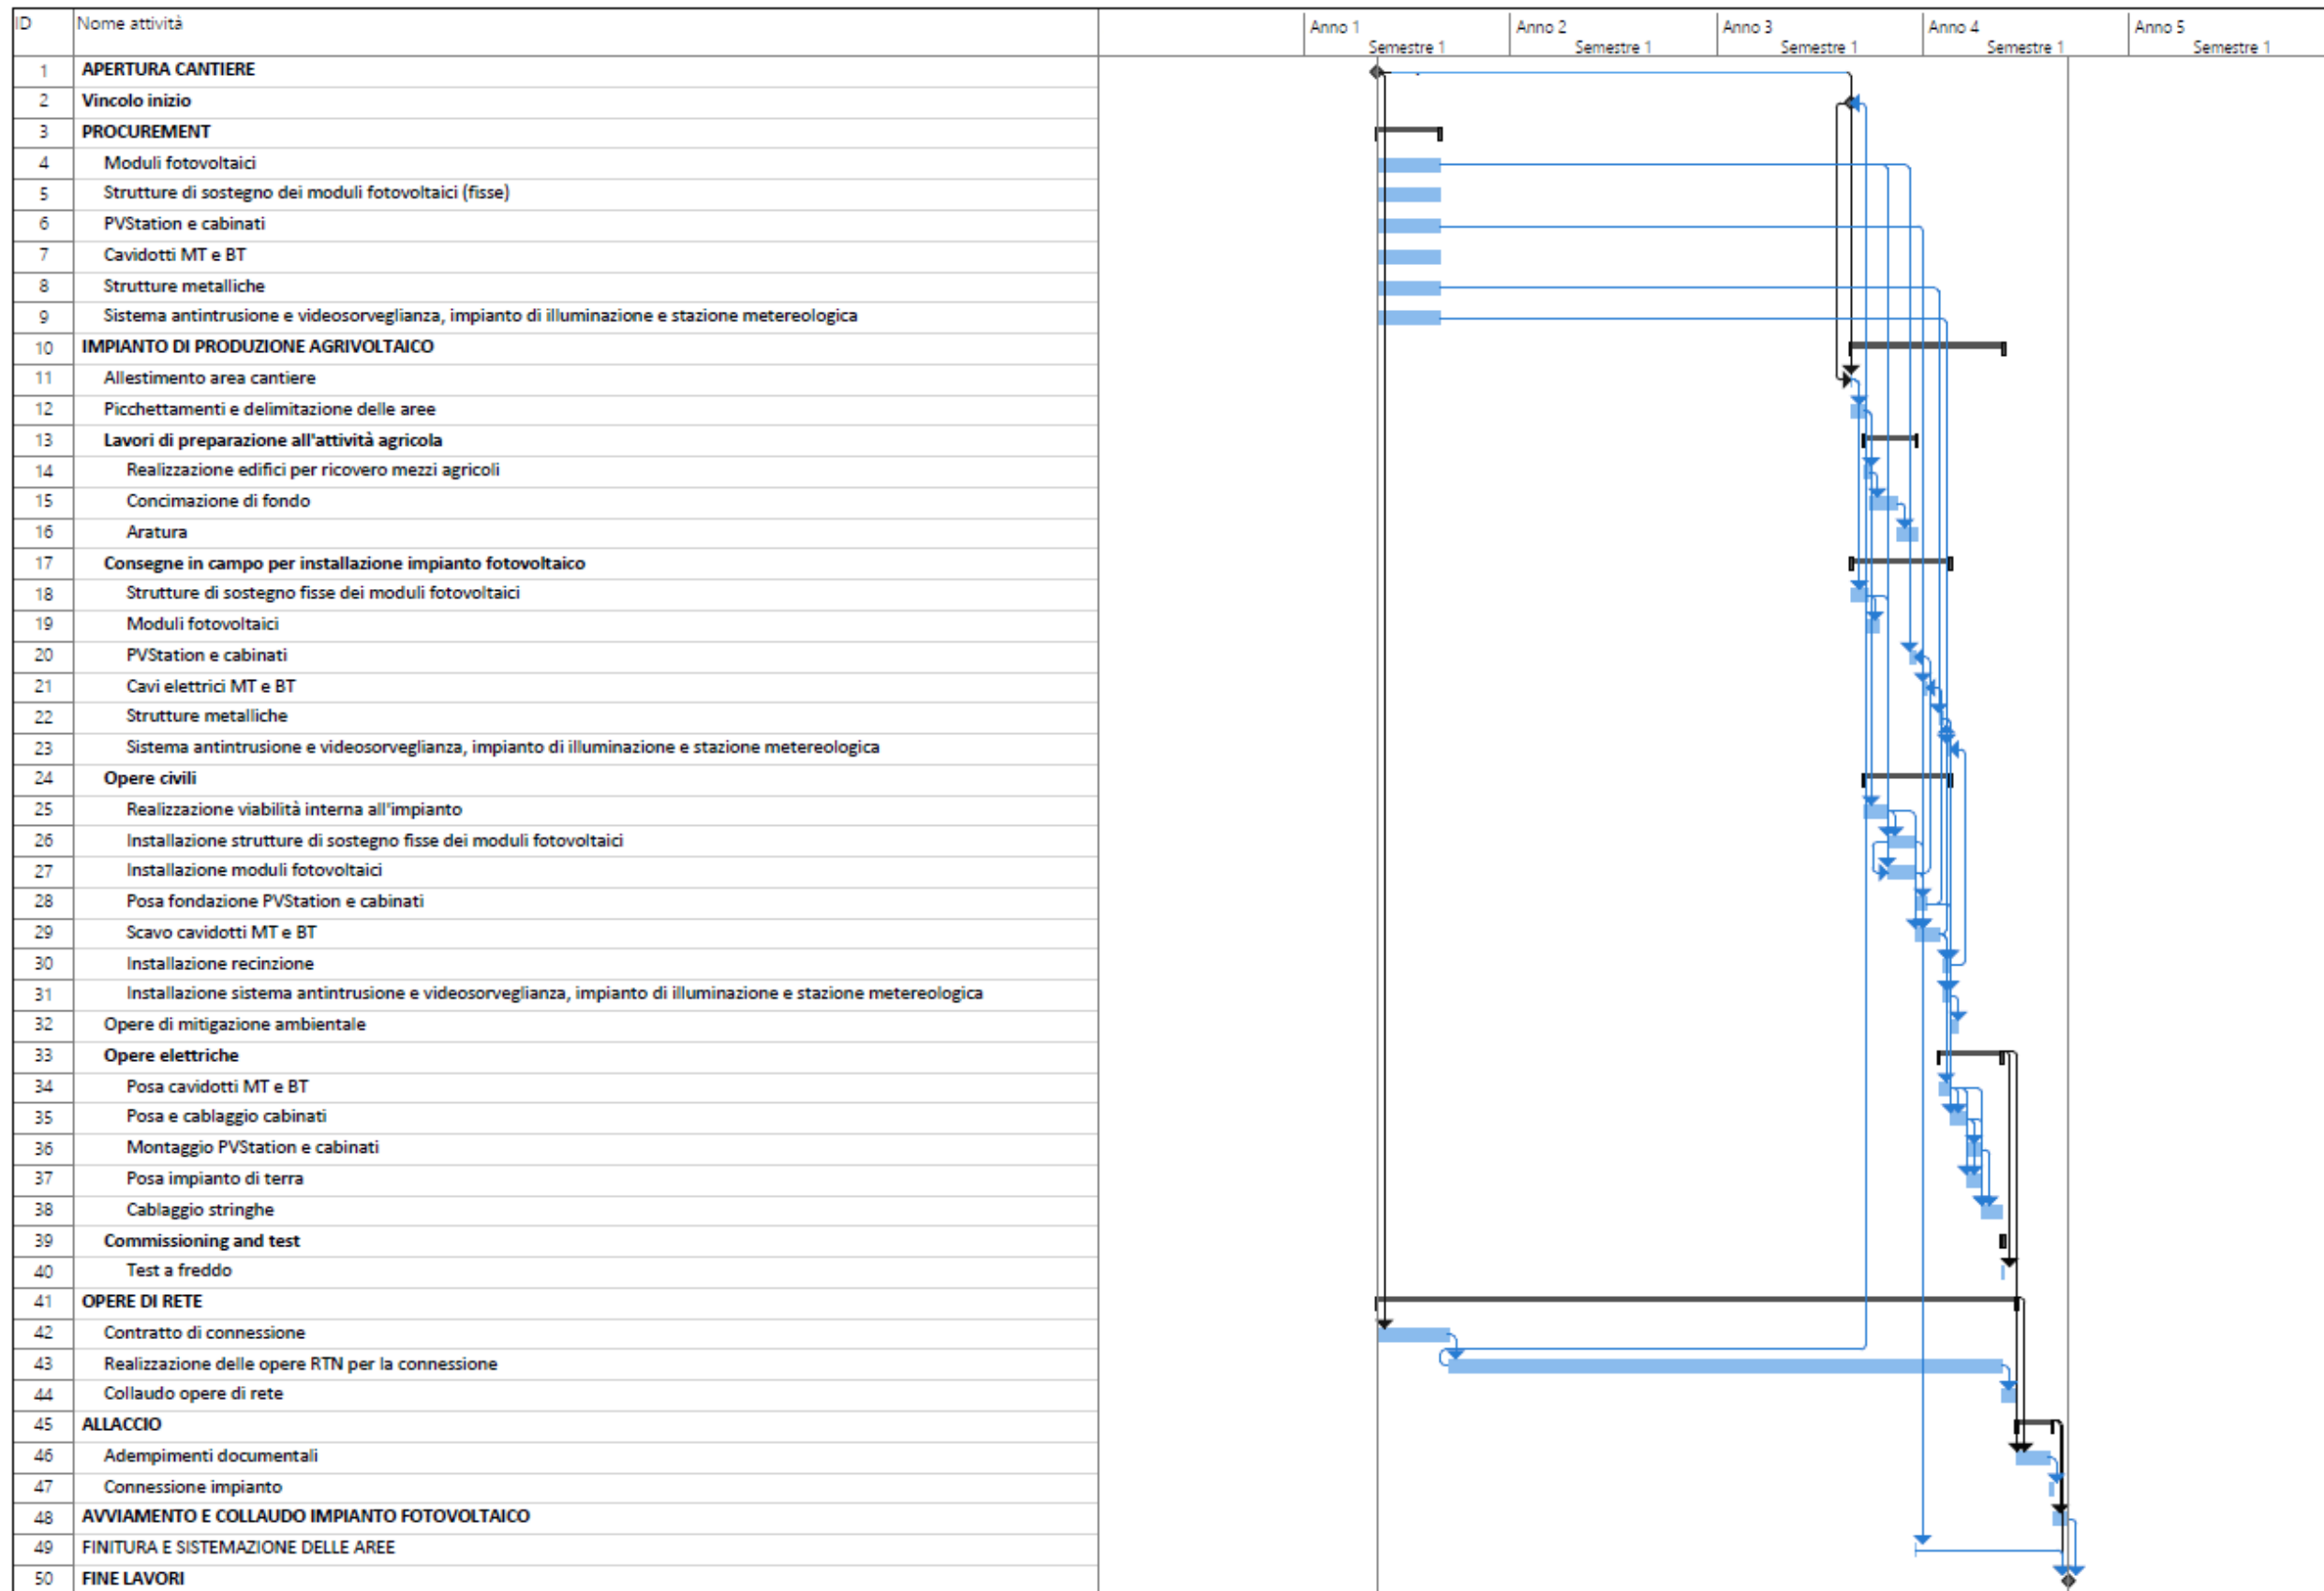 ID Nome attività Anno 1 Anno 2 Anno 3 Anno 4 Anno 5
Semestre 1 Semestre 1 Semestre 1 Semestre 1 Semestre 1
1 APERTURA CANTIERE
2 Vincolo inizio
3 PROCUREMENT
4 Moduli fotovoltaici
5 Strutture di sostegno dei moduli fotovoltaici (fisse)
6 PVStation e cabinati
7 Cavidotti MT e BT
8 Strutture metalliche
9 Sistema antintrusione e videosorveglianza, impianto di illuminazione e stazione metereologica
10 IMPIANTO DI PRODUZIONE AGRIVOLTAICO
11 Allestimento area cantiere
12 Picchettamenti e delimitazione delle aree
13 Lavori di preparazione all'attività agricola
14 Realizzazione edifici per ricovero mezzi agricoli
15 Concimazione di fondo
16 Aratura
17 Consegne in campo per installazione impianto fotovoltaico
18 Strutture di sostegno fisse dei moduli fotovoltaici
19 Moduli fotovoltaici
20 PVStation e cabinati
21 Cavi elettrici MT e BT
22 Strutture metalliche
23 Sistema antintrusione e videosorveglianza, impianto di illuminazione e stazione metereologica
24 Opere civili
25 Realizzazione viabilità interna all'impianto
26 Installazione strutture di sostegno fisse dei moduli fotovoltaici
27 Installazione moduli fotovoltaici
28 Posa fondazione PVStation e cabinati
29 Scavo cavidotti MT e BT
30 Installazione recinzione
31 Installazione sistema antintrusione e videosorveglianza, impianto di illuminazione e stazione metereologica
32 Opere di mitigazione ambientale
33 Opere elettriche
34 Posa cavidotti MT e BT
35 Posa e cablaggio cabinati
36 Montaggio PVStation e cabinati
37 Posa impianto di terra
38 Cablaggio stringhe
39 Commissioning and test
40 Test a freddo
41 OPERE DI RETE
42 Contratto di connessione
43 Realizzazione delle opere RTN per la connessione
44 Collaudo opere di rete
45 ALLACCIO
46 Adempimenti documentali
47 Connessione impianto
48 AVVIAMENTO E COLLAUDO IMPIANTO FOTOVOLTAICO
49 FINITURA E SISTEMAZIONE DELLE AREE
50 FINE LAVORI